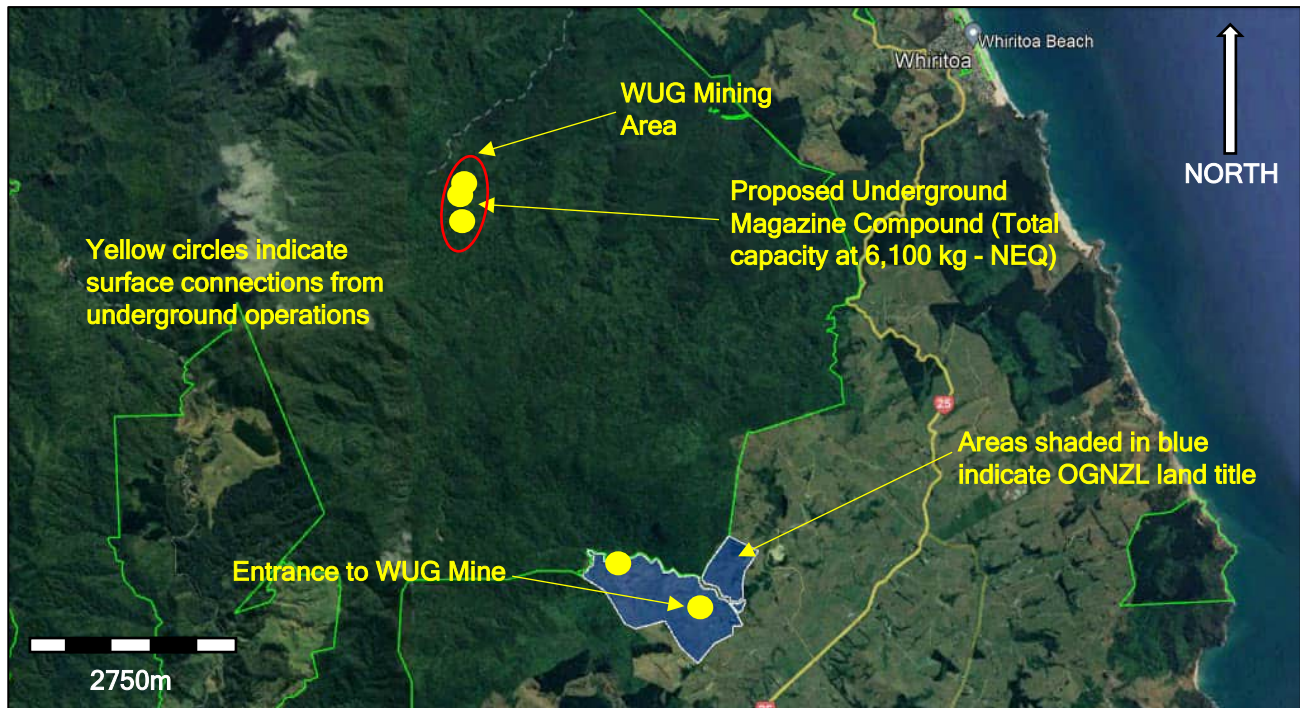 Whiritoa Beach
Whiritoa
WUG Mining
Area
NORTH
Proposed Underground
Magazine Compound (Total
capacity at 6,100 kg - NEQ)
Yellow circles indicate
surface connections from
underground operations
25
Areas shaded in blue
indicate OGNZL land title
Entrance to WUG Mine
2750m
25